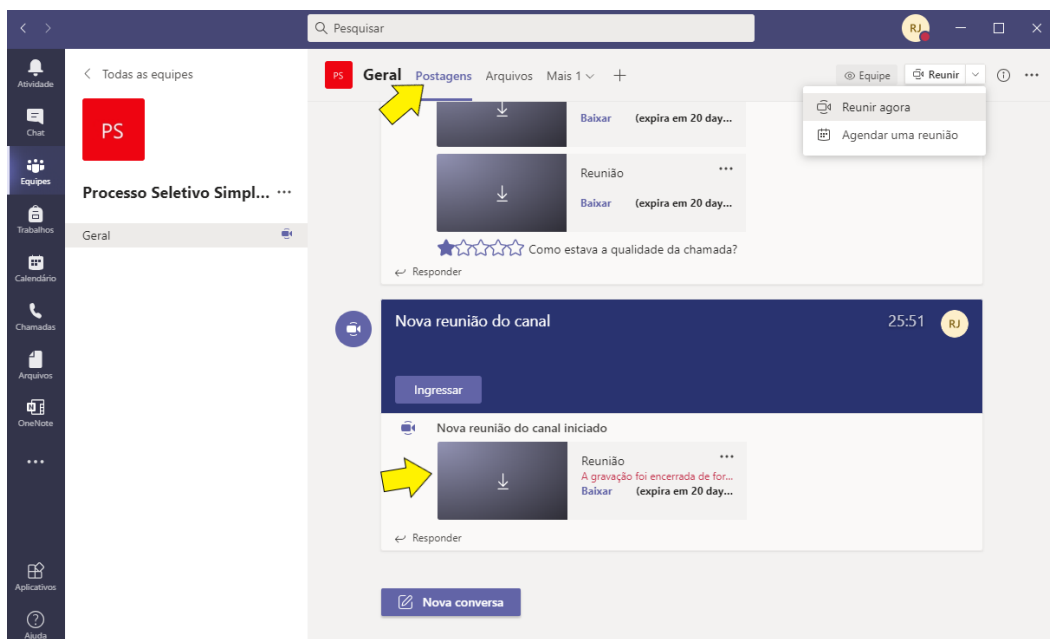 Pesquisar
RJ
Atividade
Chat
Equipes
Trabalhos
Calendário
Chamadas
Arquivos
OneNote
Aplicativos
Ajuda
Todas as equipes
PS
Processo Seletivo Simpl... ...
Geral
PS Geral Postagens Arquivos Mais 1 +
Equipe Reunir
Reunir agora
Agendar uma reunião
Baixar (expira em 20 day...
Reunião ...
Baixar (expira em 20 day...
Como estava a qualidade da chamada?
Responder
Nova reunião do canal 25:51 RJ
Ingressar
Nova reunião do canal iniciado
Reunião ...
A gravação foi encerrada de for...
Baixar (expira em 20 day...
Responder
Nova conversa